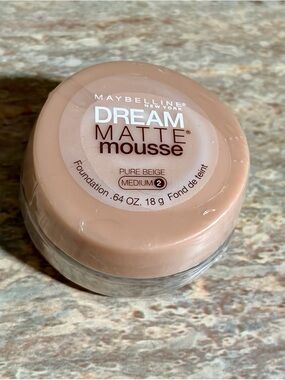 MAYBELLINE®
NEW YORK
DREAM
MATTE®
mousse
PURE BEIGE
MEDIUM 2
Foundation .64 OZ. 18 g Fond de teint